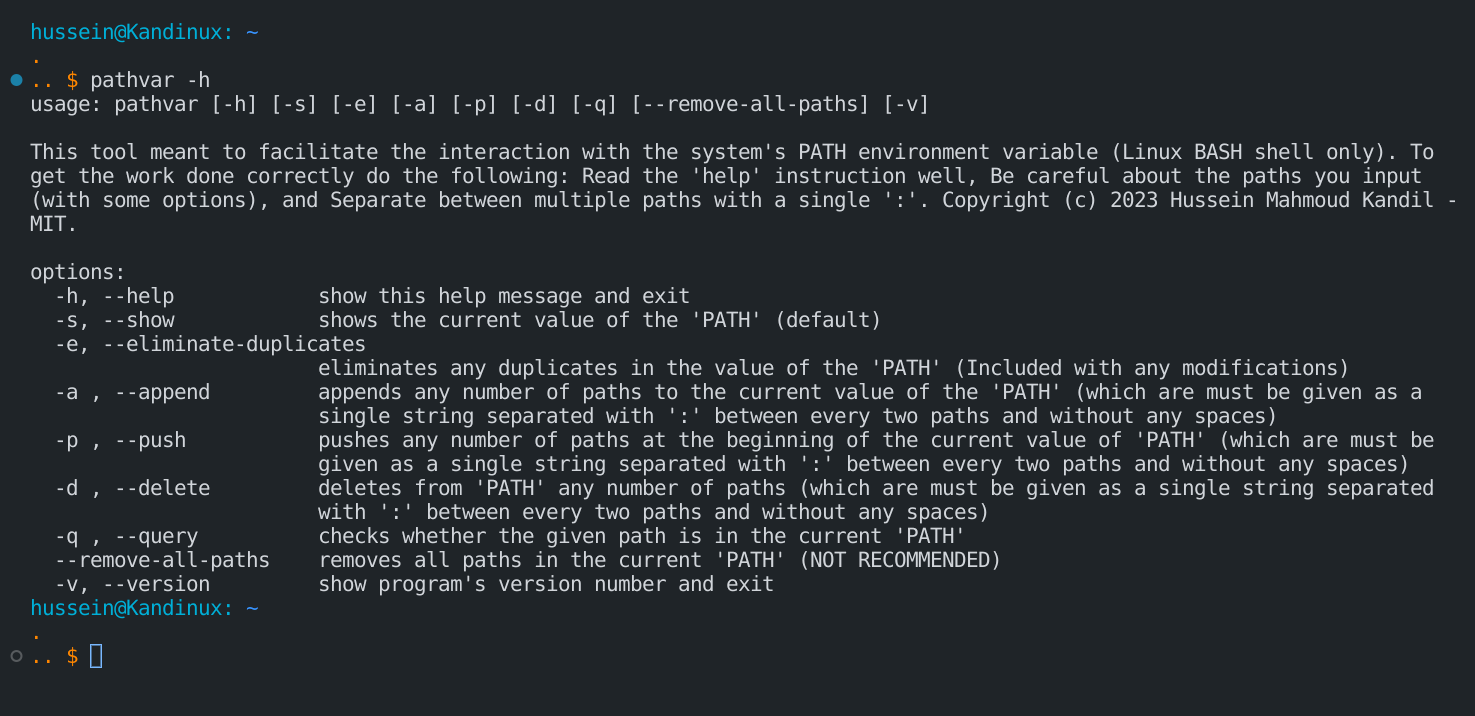 hussein@Kandinux: ~
.
.. $ pathvar -h
usage: pathvar [-h] [-s] [-e] [-a] [-p] [-d] [-q] [--remove-all-paths] [-v]

This tool meant to facilitate the interaction with the system's PATH environment variable (Linux BASH shell only). To
get the work done correctly do the following: Read the 'help' instruction well, Be careful about the paths you input
(with some options), and Separate between multiple paths with a single ':'. Copyright (c) 2023 Hussein Mahmoud Kandil -
MIT.

options:
  -h, --help            show this help message and exit
  -s, --show            shows the current value of the 'PATH' (default)
  -e, --eliminate-duplicates
                        eliminates any duplicates in the value of the 'PATH' (Included with any modifications)
  -a , --append         appends any number of paths to the current value of the 'PATH' (which are must be given as a
                        single string separated with ':' between every two paths and without any spaces)
  -p , --push           pushes any number of paths at the beginning of the current value of 'PATH' (which are must be
                        given as a single string separated with ':' between every two paths and without any spaces)
  -d , --delete         deletes from 'PATH' any number of paths (which are must be given as a single string separated
                        with ':' between every two paths and without any spaces)
  -q , --query          checks whether the given path is in the current 'PATH'
  --remove-all-paths    removes all paths in the current 'PATH' (NOT RECOMMENDED)
  -v, --version         show program's version number and exit
hussein@Kandinux: ~
.
.. $